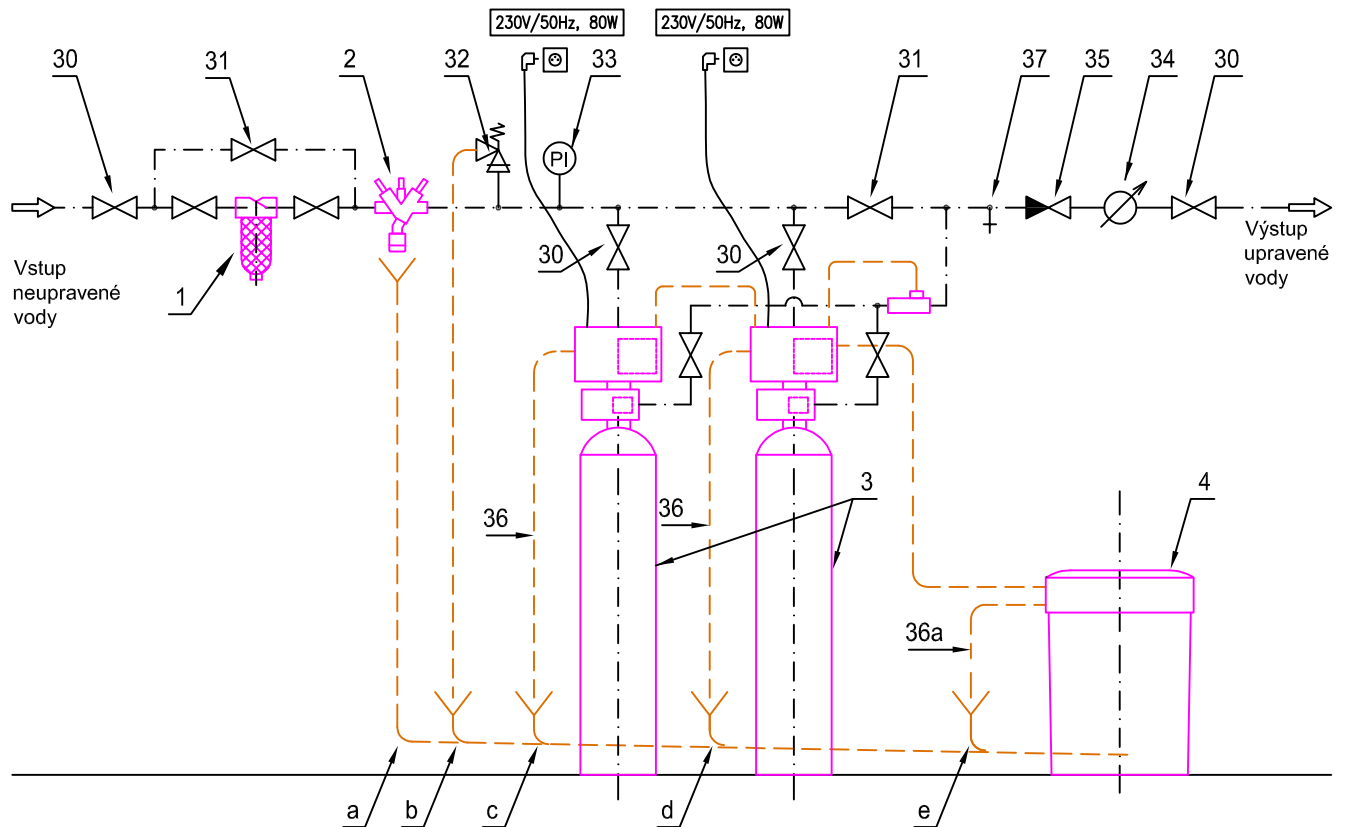 230V/50Hz, 80W
230V/50Hz, 80W
30
31
2
32
33
31
37
35
34
30
PI
Vstup
neupravené
vody
1
30
30
Výstup
upravené
vody
3
4
36
36
36a
a
b
c
d
e